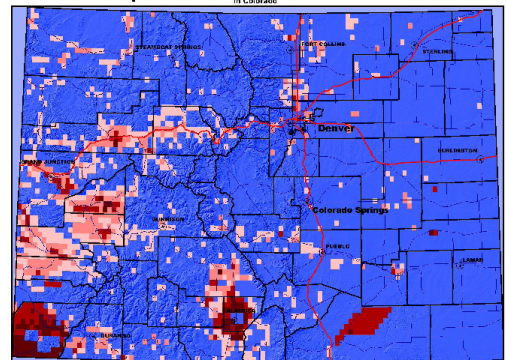 in Colorado
STEAMBOAT SPRINGS
FORT COLLINS
STERLING
Denver
BURLINGTON
GRAND JUNCTION
Colorado Springs
GUNNISON
PUEBLO
LAMAR
DURANGO